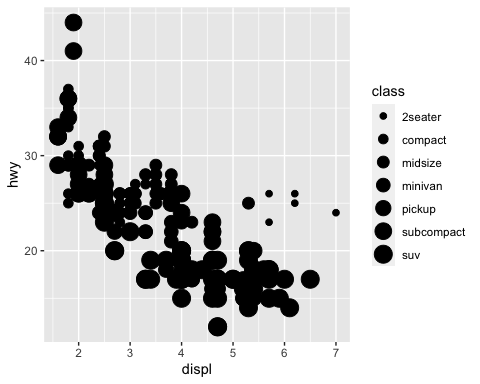 40
30
20
hwy
2 3 4 5 6 7
displ
class
2seater
compact
midsize
minivan
pickup
subcompact
suv